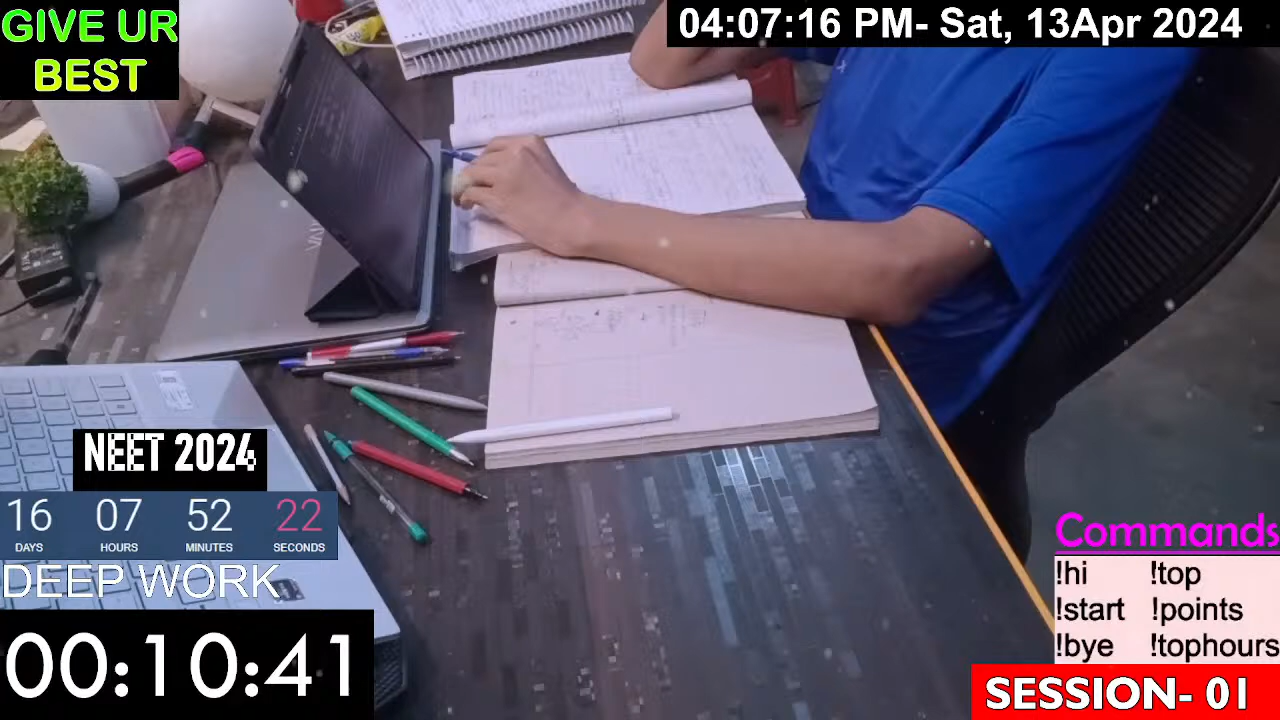 GIVE UR
BEST
04:07:16 PM- Sat, 13Apr 2024
NEET 2024
16 07 52 22
DAYS HOURS MINUTES SECONDS
DEEP WORK
00:10:41
Commands
!hi !top
!start !points
!bye !tophours
SESSION- 01